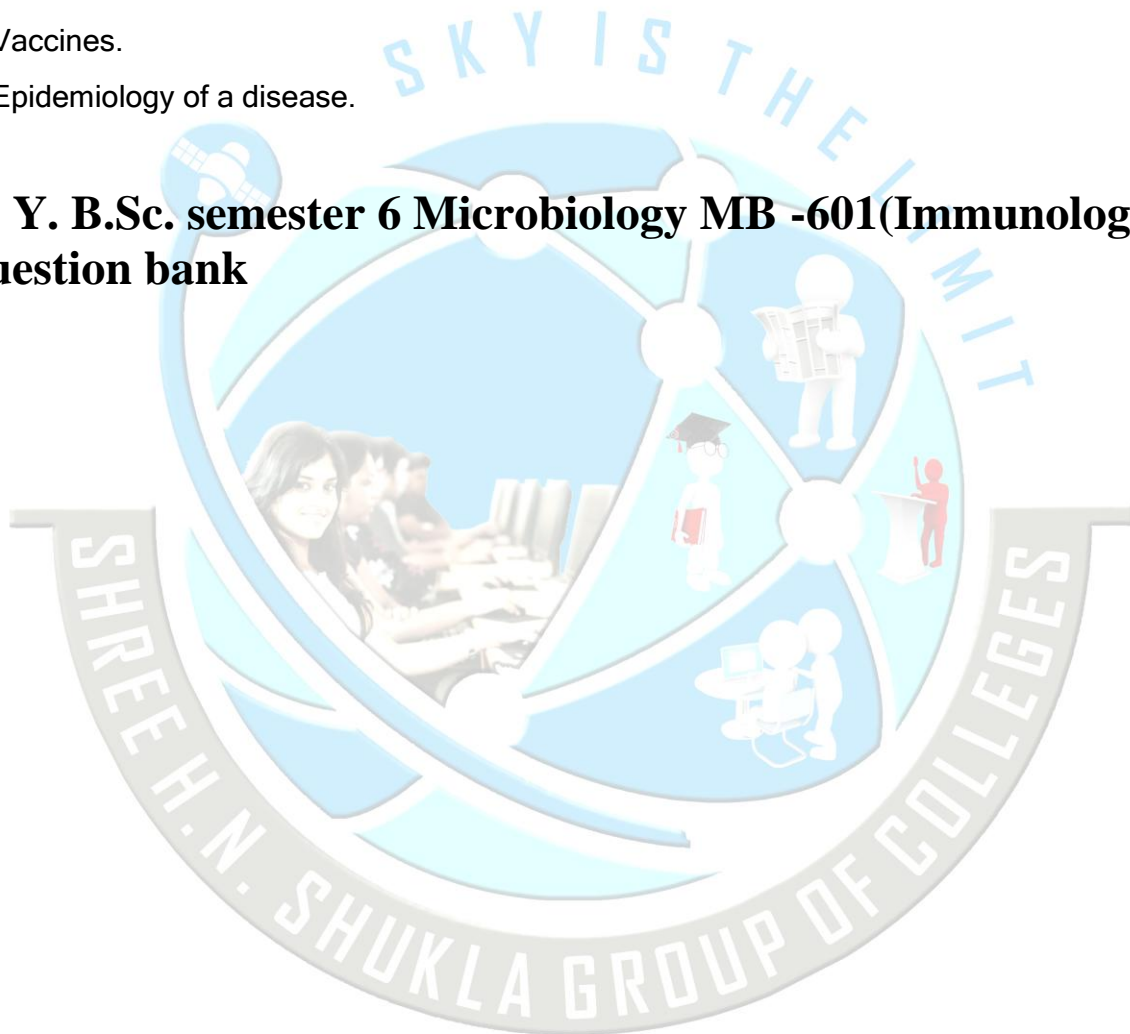 Vaccines.
Epidemiology of a disease.
SKY IS THE LIMIT
Y. B.Sc. semester 6 Microbiology MB -601(Immunolog
uestion bank
SHREE H.N. SHUKLA GROUP OF COLLEGES